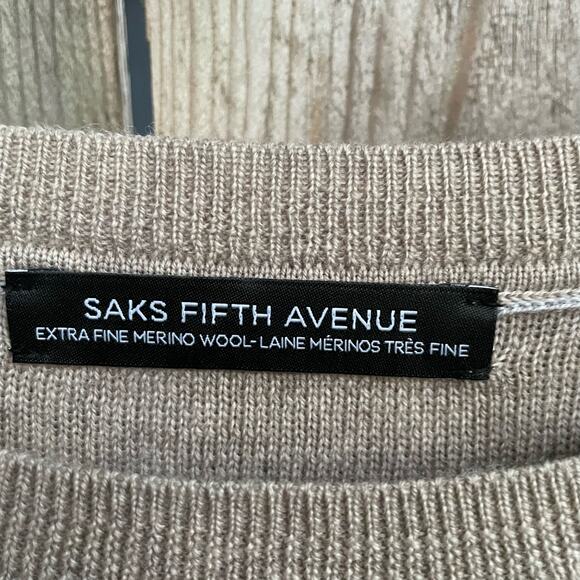 SAKS FIFTH AVENUE
EXTRA FINE MERINO WOOL-LAINE MÉRINOS TRÈS FINE